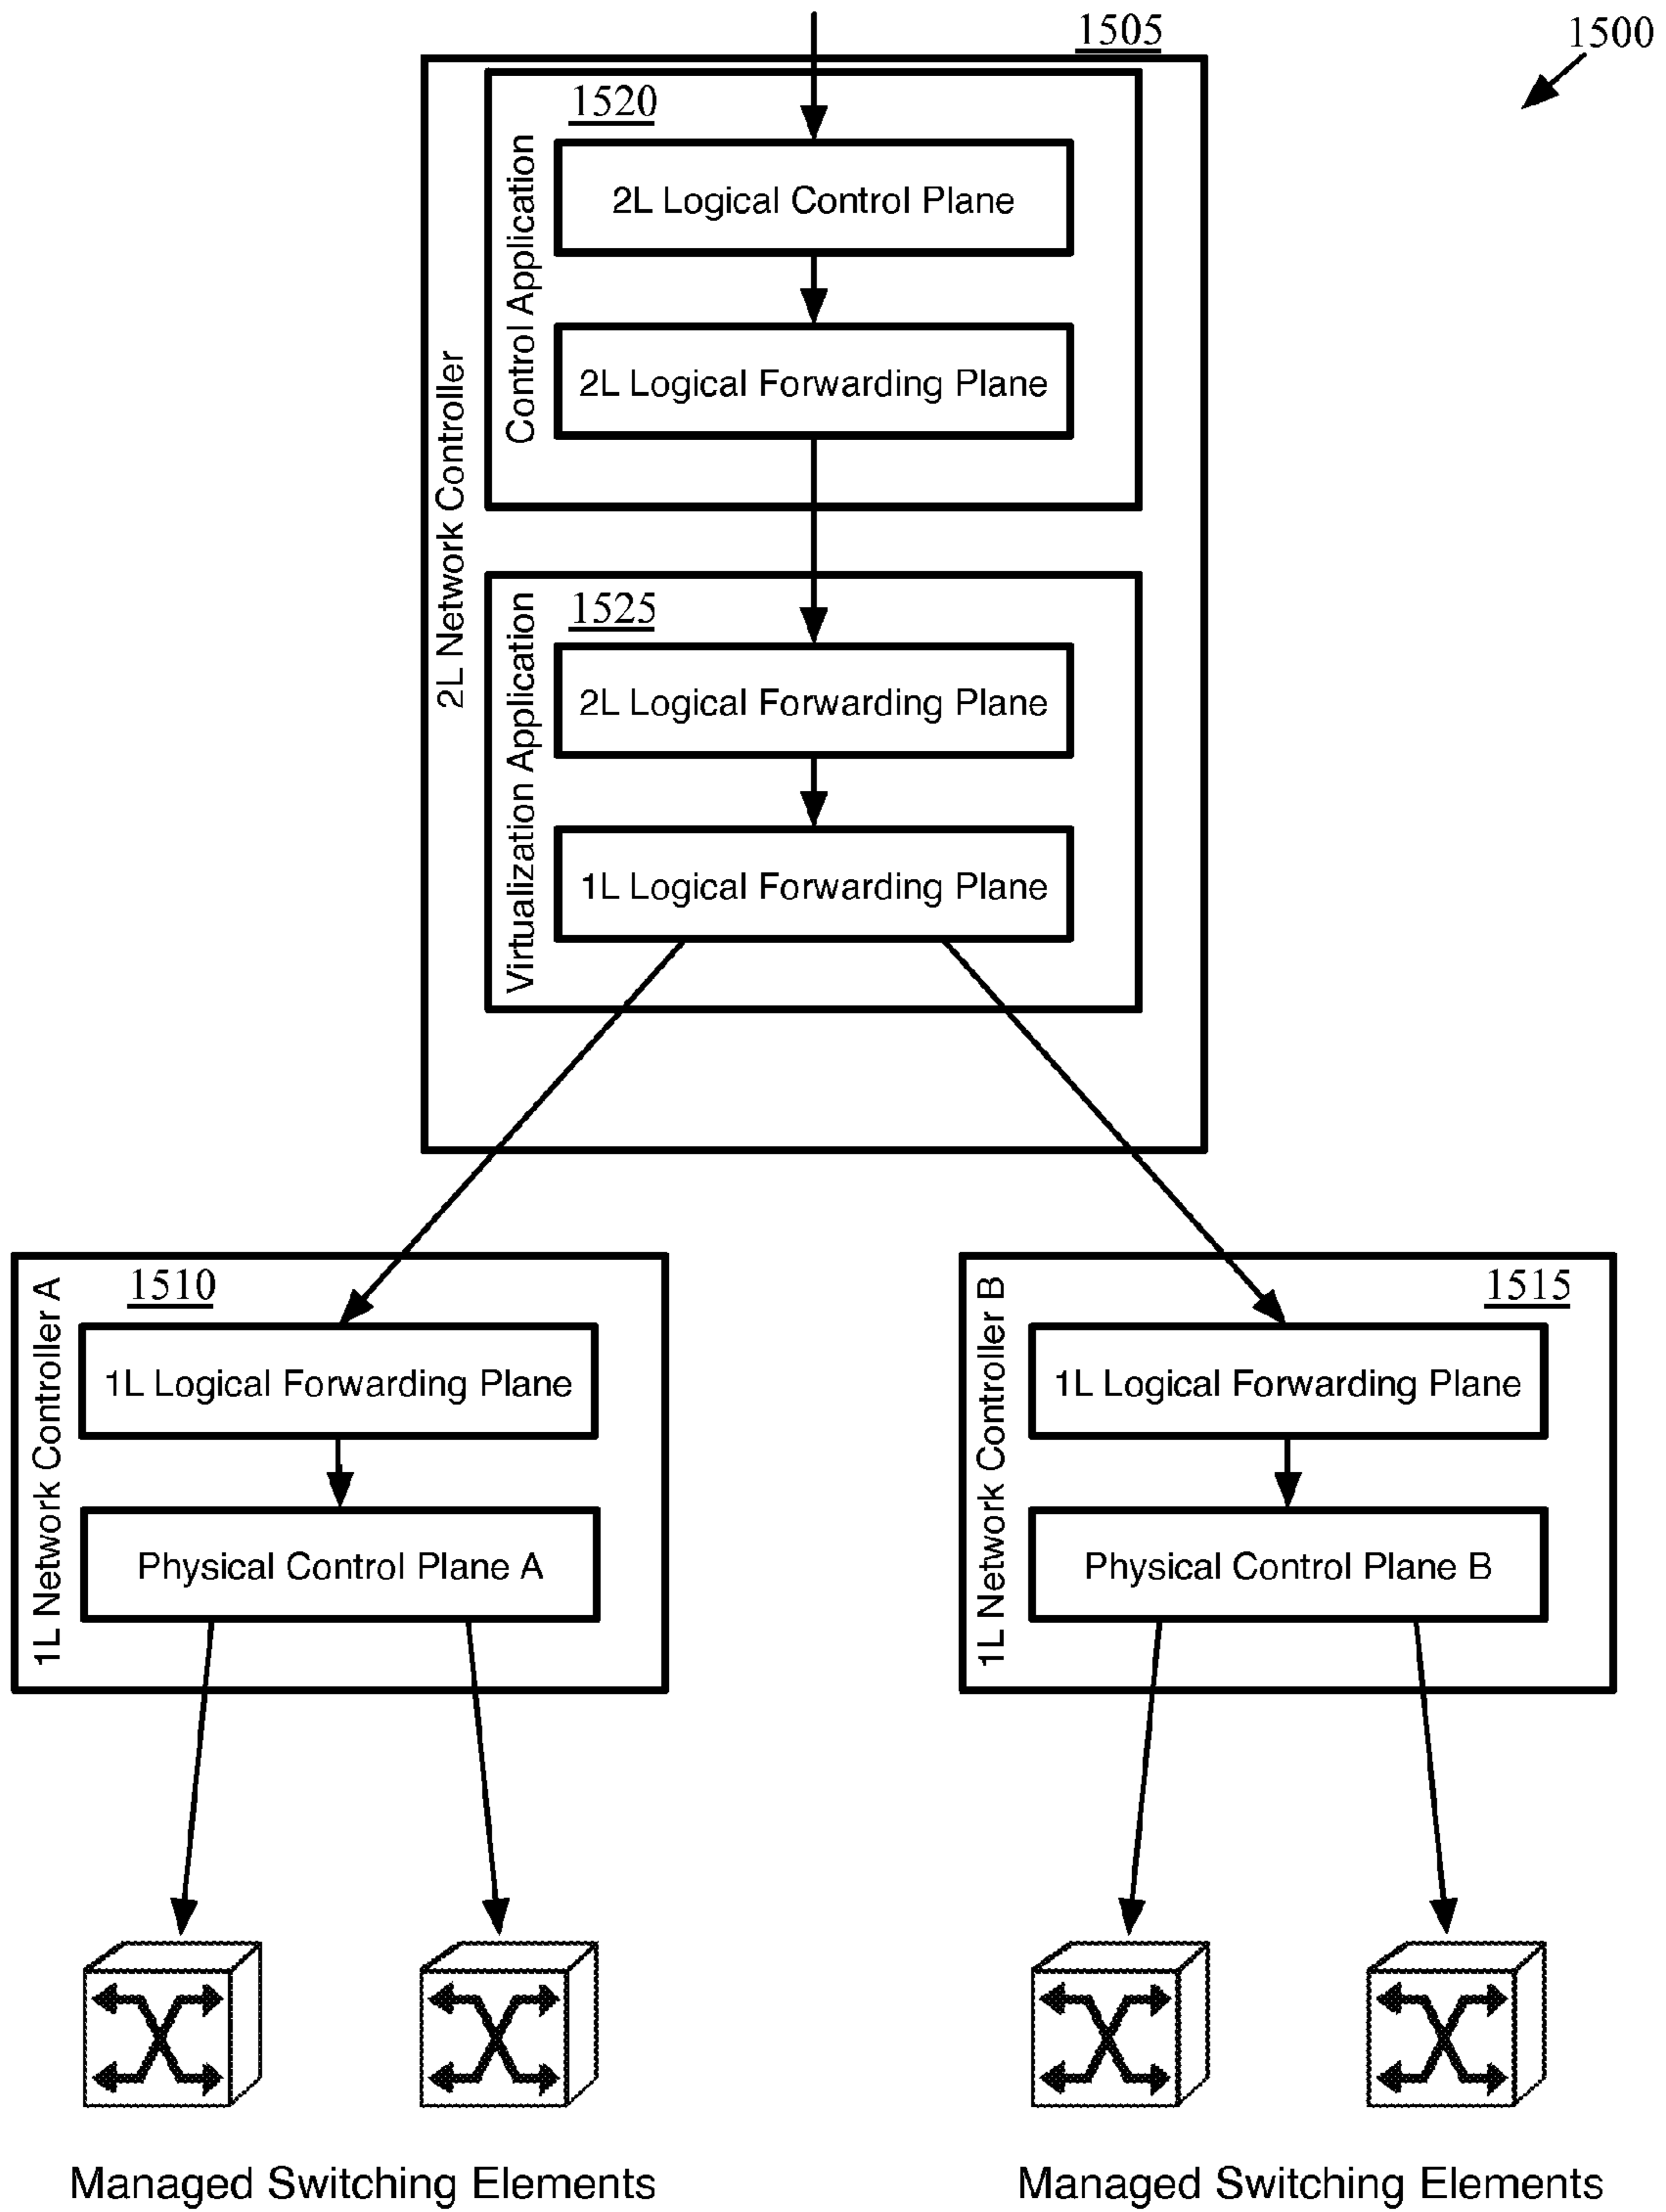 1505
1500
1520
2L Logical Control Plane
Control Application
2L Logical Forwarding Plane
2L Network Controller
1525
2L Logical Forwarding Plane
Virtualization Application
1L Logical Forwarding Plane
1510
1L Logical Forwarding Plane
1L Network Controller A
Physical Control Plane A
1515
1L Logical Forwarding Plane
1L Network Controller B
Physical Control Plane B
Managed Switching Elements
Managed Switching Elements